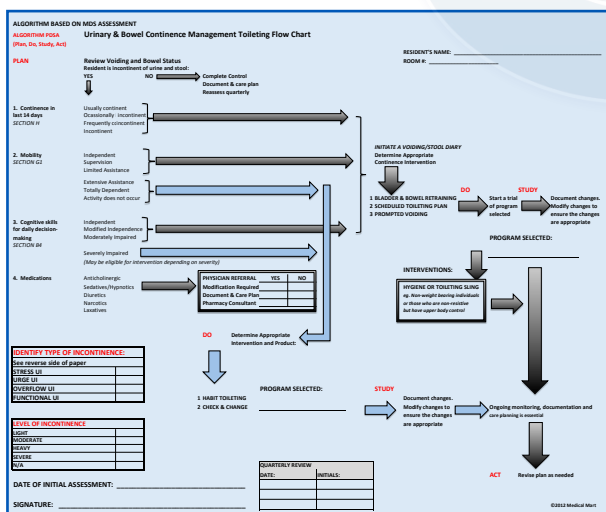 ALGORITHM BASED ON MDS ASSESSMENT
ALGORITHM PDSA
(Plan, Do, Study, Act)
Urinary & Bowel Continence Management Toileting Flow Chart
RESIDENT'S NAME:
ROOM #:
PLAN
Review Voiding and Bowel Status
Resident is incontinent of urine and stool:
YES NO Complete Control
Document & care plan
Reassess quarterly
1. Continence in
last 14 days
SECTION H
Usually continent
Ocassionally incontinent
Frequently ccincontinent
Incontinent
2. Mobility
SECTION G1
Independent
Supervision
Limited Assistance
Extensive Assistance
Totally Dependent
Activity does not occur
3. Cognitive skills
for daily decision-
making
SECTION B4
Independent
Modified Independent
Moderately Impaired
Severely Impaired
(May be eligible for intervention depending on severity)
4. Medications
Anticholinergic
Sedatives/Hypnotics
Diuretics
Narcotics
Laxatives
PHYSICIAN REFERRAL YES NO
Modification Required
Document & Care Plan
Pharmacy Consultant
INITIATE A VOIDING/STOOL DIARY
Determine Appropriate
Continence Intervention
1 BLADDER & BOWEL RETRAINING
2 SCHEDULED TOILETING PLAN
3 PROMPTED VOIDING
DO
Start a trial
of program
selected
STUDY
Document changes.
Modify changes to
ensure the changes
are appropriate
PROGRAM SELECTED:
INTERVENTIONS:
HYGIENE OR TOILETING SLING
eg. Non-weight bearing individuals
or those who are non-resistive
but have upper body control
DO
Determine Appropriate
Intervention and Product:
IDENTIFY TYPE OF INCONTINENCE:
See reverse side of paper
STRESS UI
URGE UI
OVERFLOW UI
FUNCTIONAL UI
1 HABIT TOILETING
2 CHECK & CHANGE
PROGRAM SELECTED:
STUDY
Document changes.
Modify changes to
ensure the changes
are appropriate
Ongoing monitoring, documentation and
care planning is essential
LEVEL OF INCONTINENCE
LIGHT
MODERATE
HEAVY
SEVERE
N/A
QUARTERLY REVIEW
DATE: INITIALS:
ACT Revise plan as needed
DATE OF INITIAL ASSESSMENT:
SIGNATURE:
©2012 Medical Mart